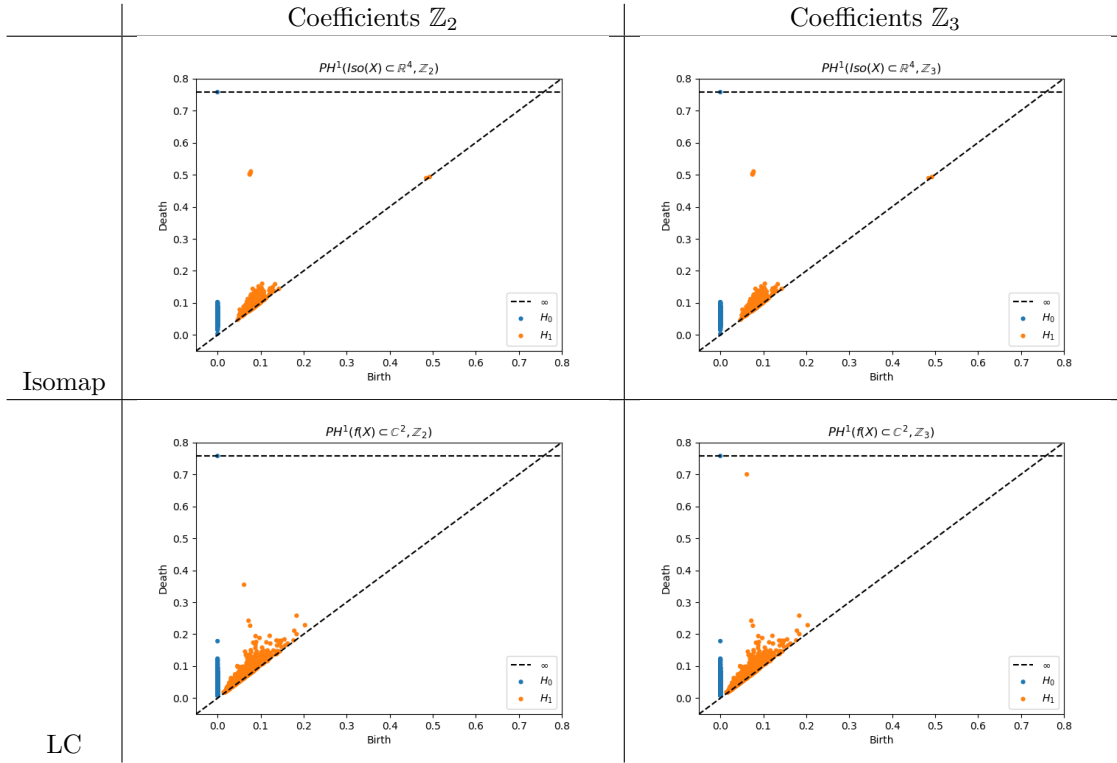 Coefficients ℤ₂
Coefficients ℤ₃
PH¹(Iso(X) ⊂ ℝ⁴, ℤ₂)
0.8
0.7
0.6
0.5
0.4
0.3
0.2
0.1
0.0
Death
0.0 0.1 0.2 0.3 0.4 0.5 0.6 0.7 0.8
Birth
∞
H₀
H₁
PH¹(Iso(X) ⊂ ℝ⁴, ℤ₃)
0.8
0.7
0.6
0.5
0.4
0.3
0.2
0.1
0.0
Death
0.0 0.1 0.2 0.3 0.4 0.5 0.6 0.7 0.8
Birth
∞
H₀
H₁
Isomap
PH¹(f(X) ⊂ ℂ², ℤ₂)
0.8
0.7
0.6
0.5
0.4
0.3
0.2
0.1
0.0
Death
0.0 0.1 0.2 0.3 0.4 0.5 0.6 0.7 0.8
Birth
∞
H₀
H₁
PH¹(f(X) ⊂ ℂ², ℤ₃)
0.8
0.7
0.6
0.5
0.4
0.3
0.2
0.1
0.0
Death
0.0 0.1 0.2 0.3 0.4 0.5 0.6 0.7 0.8
Birth
∞
H₀
H₁
LC